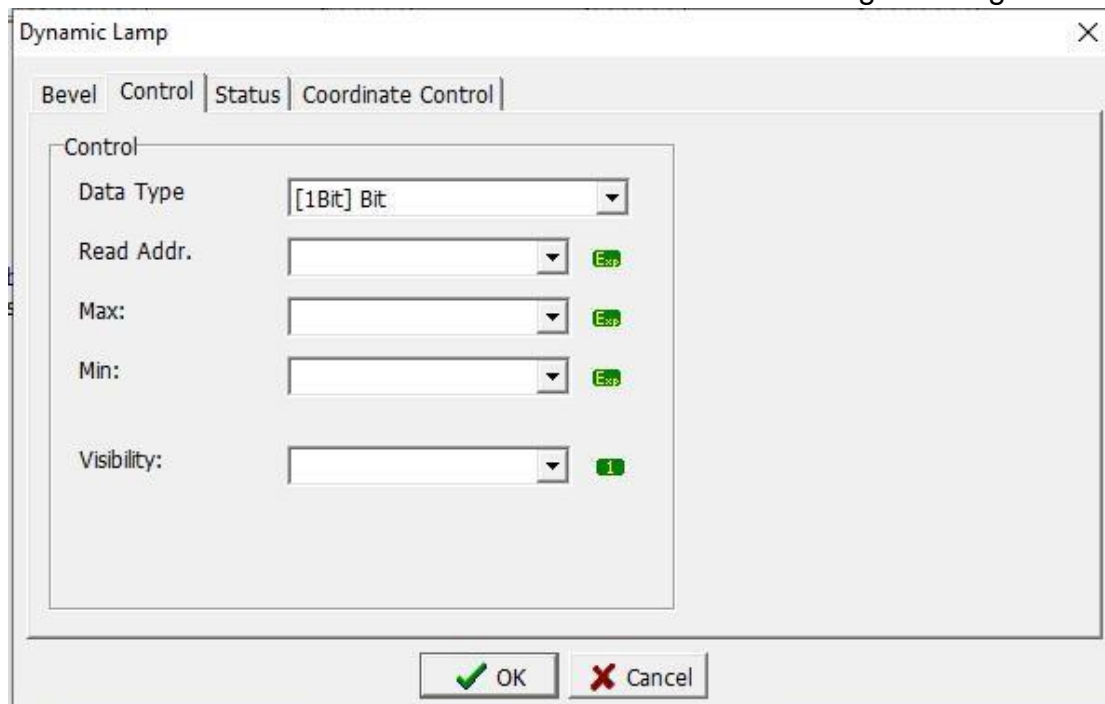 Dynamic Lamp
Bevel Control Status Coordinate Control
Control
Data Type [1Bit] Bit
Read Addr. Exp
Max: Exp
Min: Exp
Visibility: 1
OK Cancel